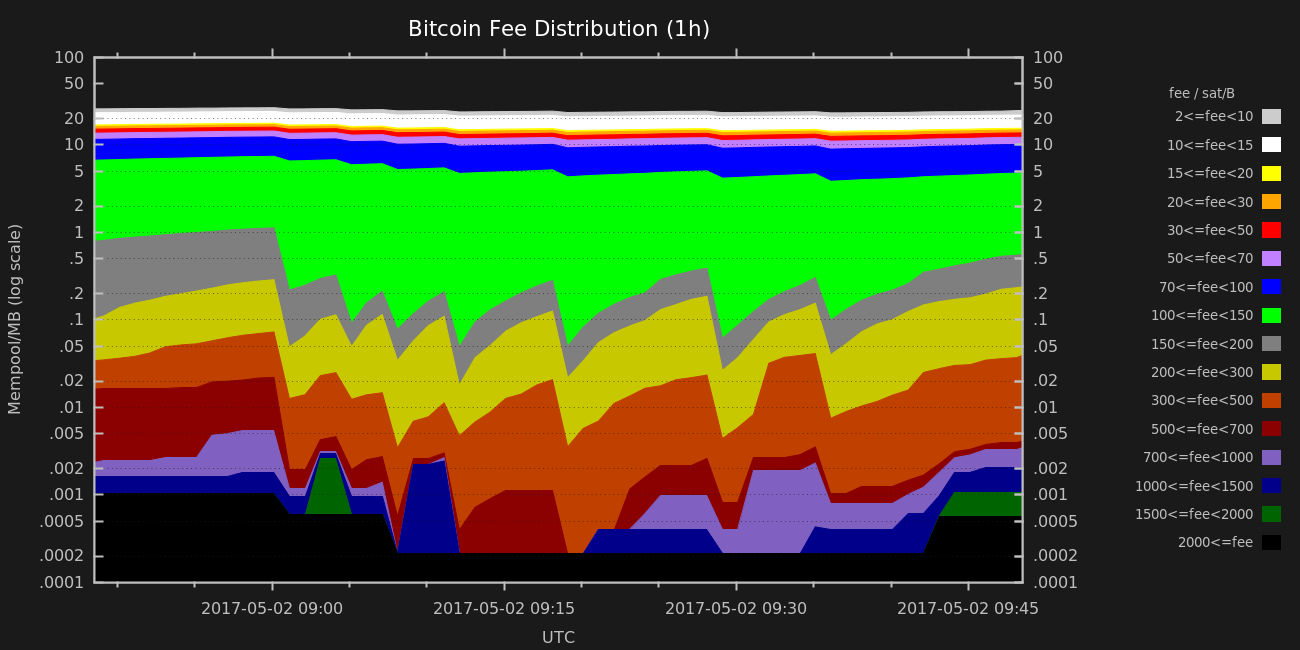 Bitcoin Fee Distribution (1h)
100 100
50 50
20 20
10 10
5 5
2 2
1 1
.5 .5
.2 .2
.1 .1
.05 .05
.02 .02
.01 .01
.005 .005
.002 .002
.001 .001
.0005 .0005
.0002 .0002
.0001 .0001
Mempool/MB (log scale)
2017-05-02 09:00 2017-05-02 09:15 2017-05-02 09:30 2017-05-02 09:45
UTC
fee / sat/B
2<=fee<10
10<=fee<15
15<=fee<20
20<=fee<30
30<=fee<50
50<=fee<70
70<=fee<100
100<=fee<150
150<=fee<200
200<=fee<300
300<=fee<500
500<=fee<700
700<=fee<1000
1000<=fee<1500
1500<=fee<2000
2000<=fee